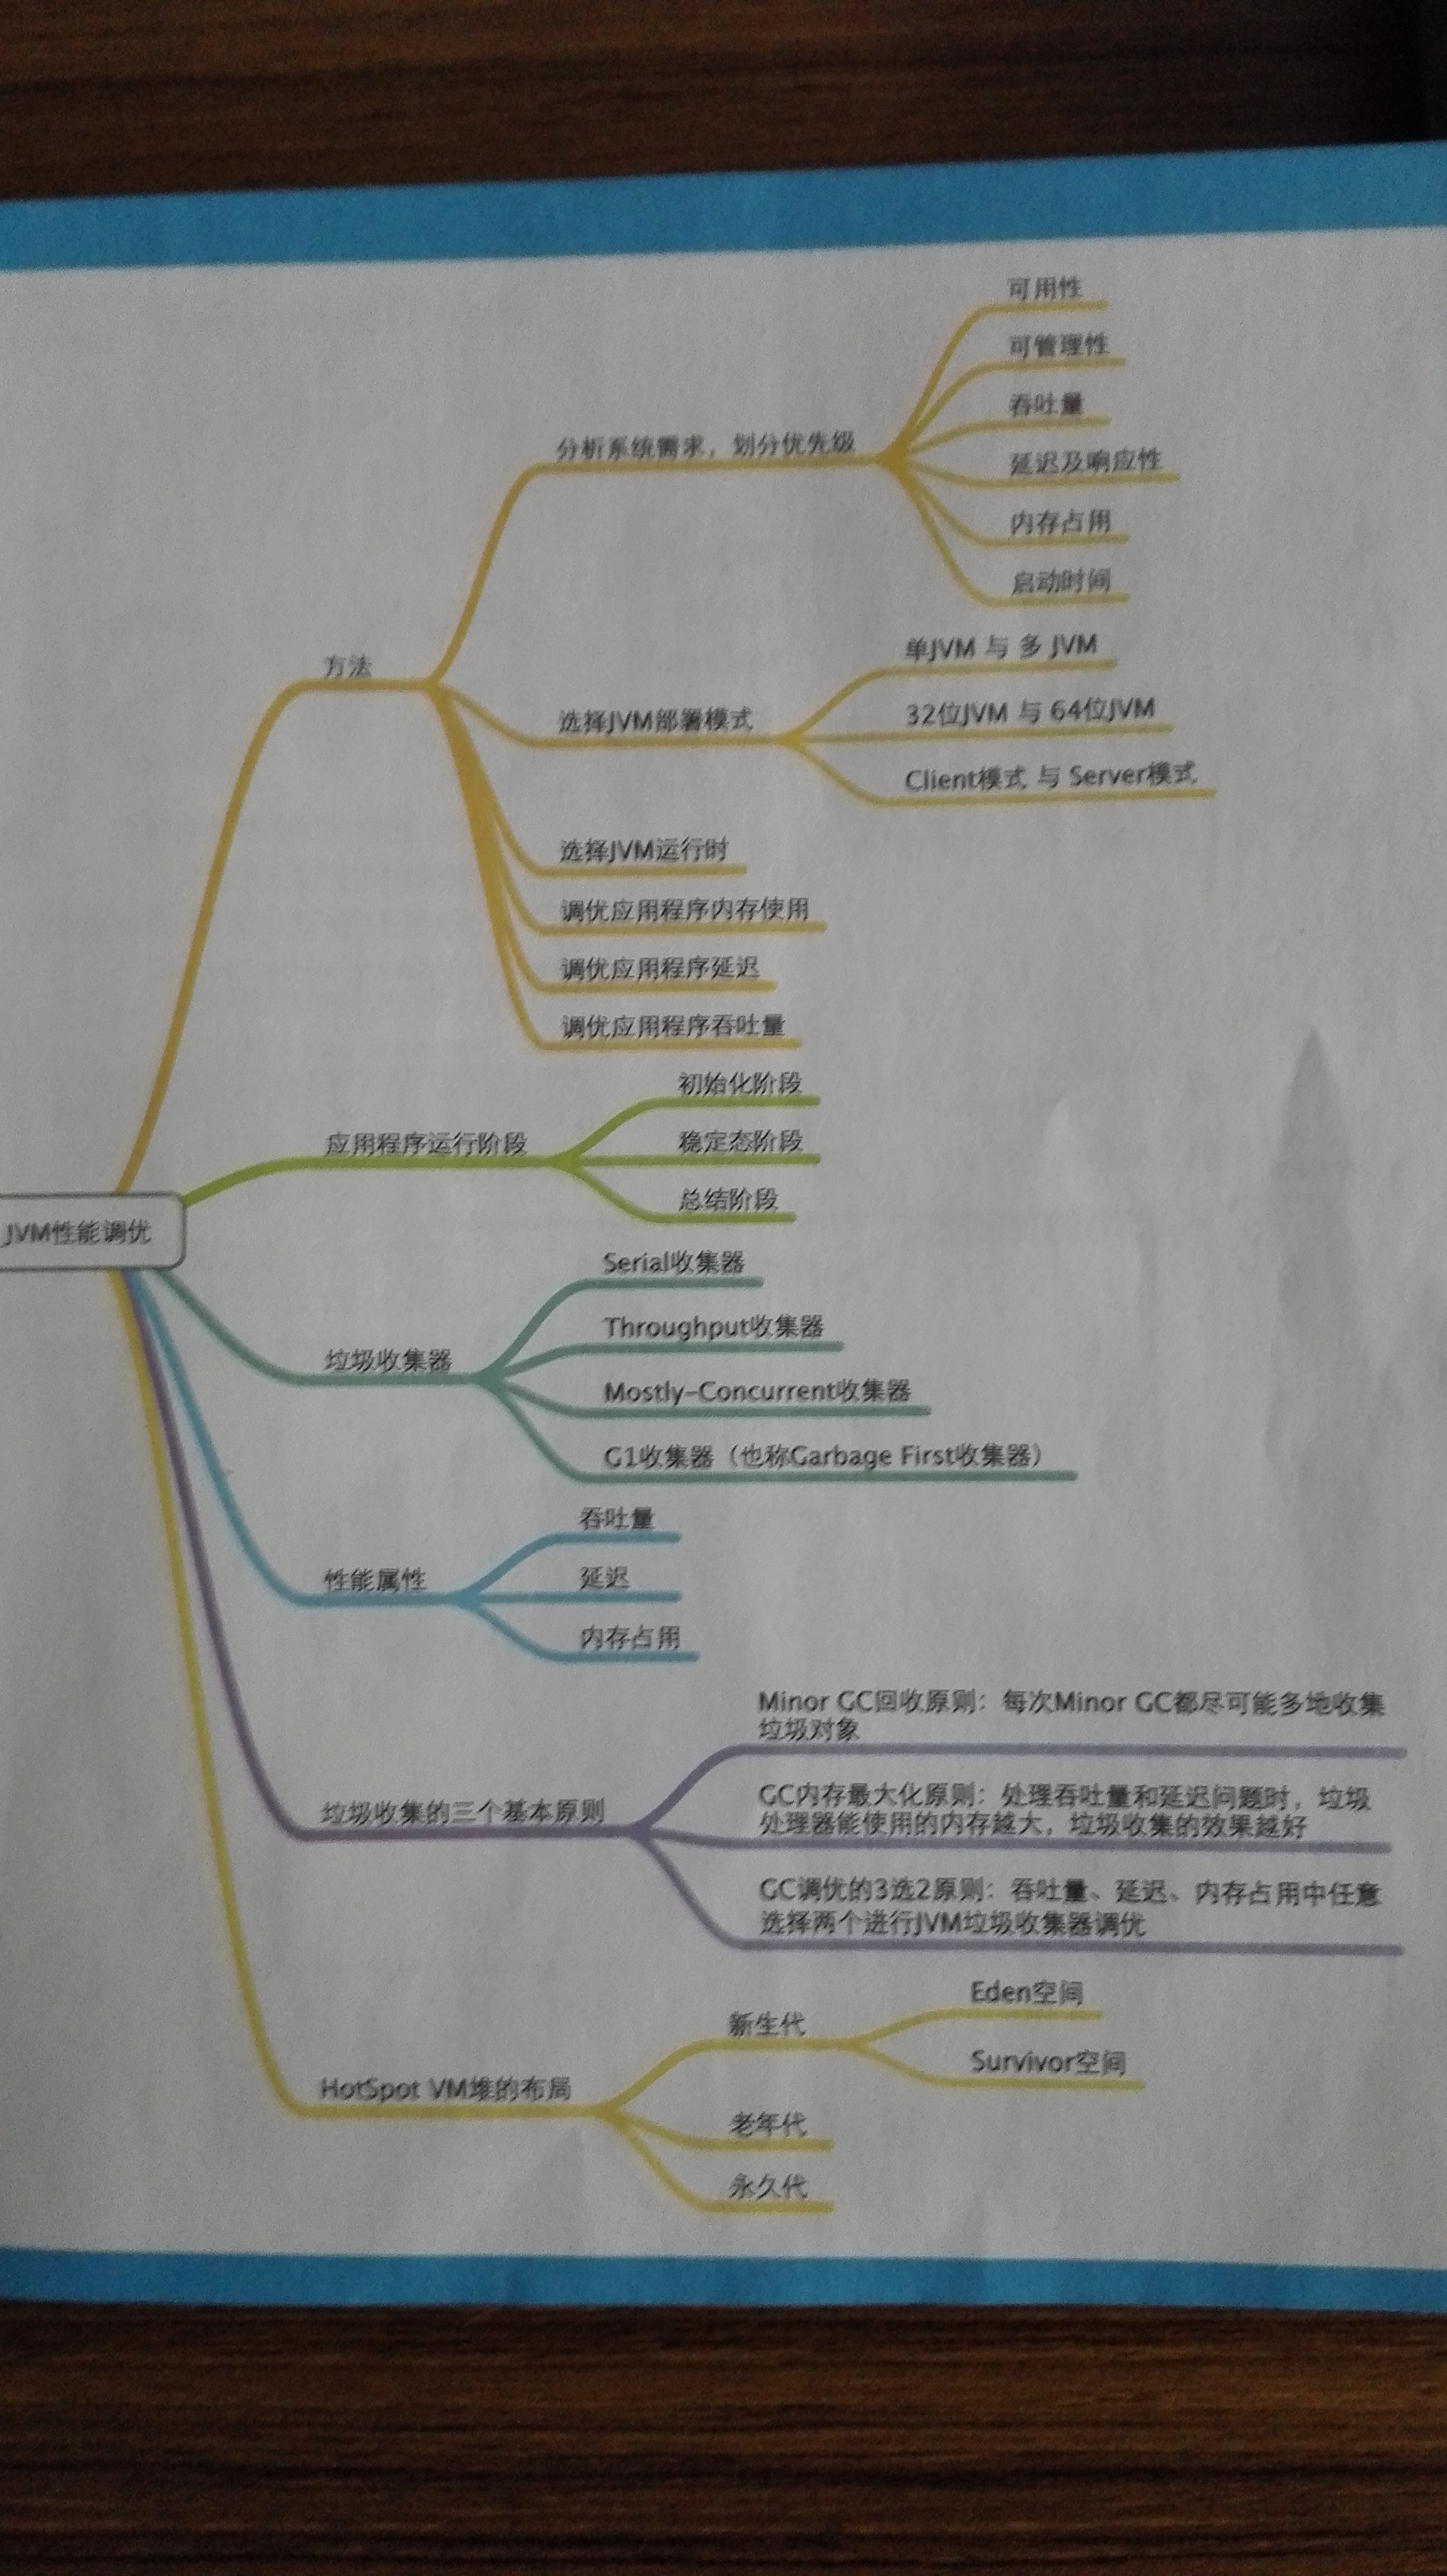 可用性
可管理性
吞吐量
分析系统需求，划分优先级
延迟及响应性
内存占用
启动时间
方法
单JVM 与 多 JVM
选择JVM部署模式
32位JVM 与 64位JVM
Client模式 与 Server模式
选择JVM运行时
调优应用程序内存使用
调优应用程序延迟
调优应用程序吞吐量
初始化阶段
应用程序运行阶段
稳定态阶段
总结阶段
JVM性能调优
Serial收集器
Throughput收集器
垃圾收集器
Mostly-Concurrent收集器
G1收集器（也称Garbage First收集器）
吞吐量
性能属性
延迟
内存占用
Minor GC回收原则：每次Minor GC都尽可能多地收集
垃圾对象
GC内存最大化原则：处理吞吐量和延迟问题时，垃圾
处理器能使用的内存越大，垃圾收集的效果越好
垃圾收集的三个基本原则
GC调优的3选2原则：吞吐量、延迟、内存占用中任意
选择两个进行JVM垃圾收集器调优
Eden空间
新生代
Survivor空间
HotSpot VM堆的布局
老年代
永久代